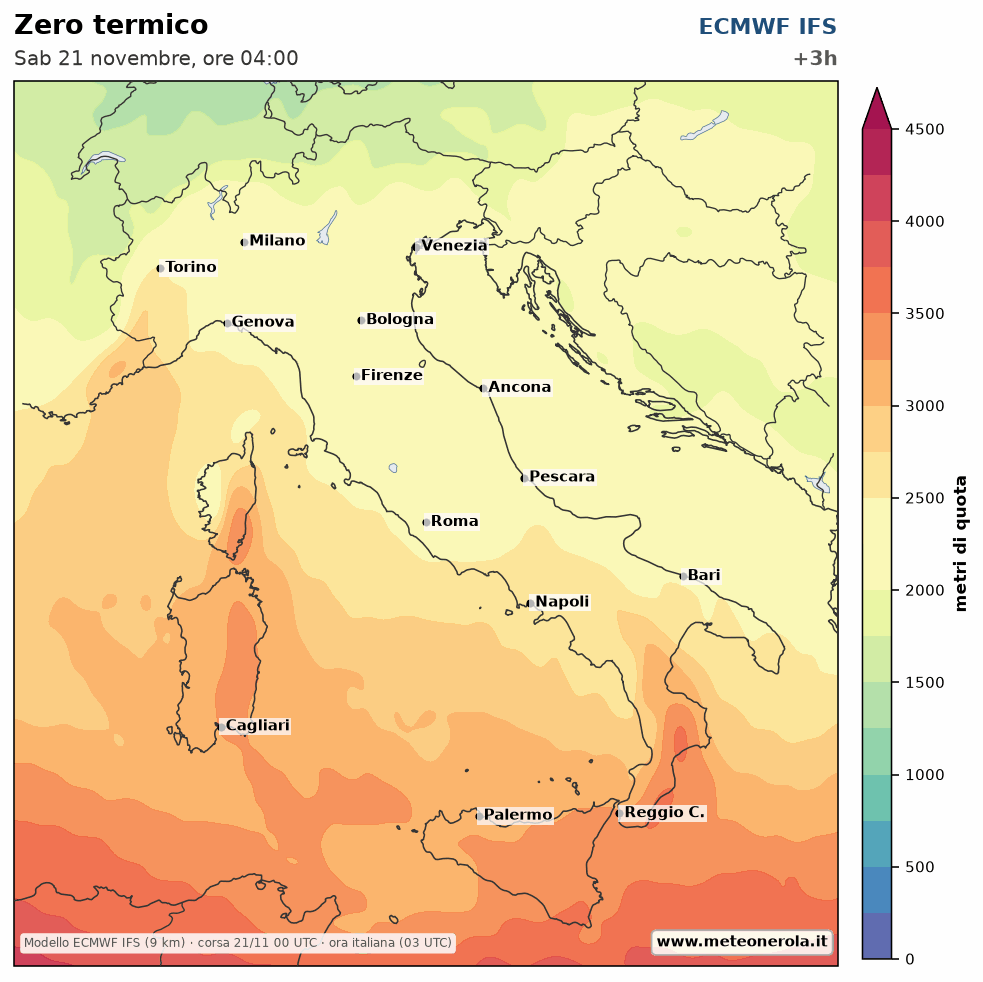 Zero termico
ECMWF IFS
Sab 21 novembre, ore 04:00
+3h
4500
4000
3500
3000
2500
2000
1500
1000
500
0
metri di quota
Milano
Venezia
Torino
Genova
Bologna
Firenze
Ancona
Pescara
Roma
Bari
Napoli
Cagliari
Palermo
Reggio C.
Modello ECMWF IFS (9 km) · corsa 21/11 00 UTC · ora italiana (03 UTC)
www.meteonerola.it